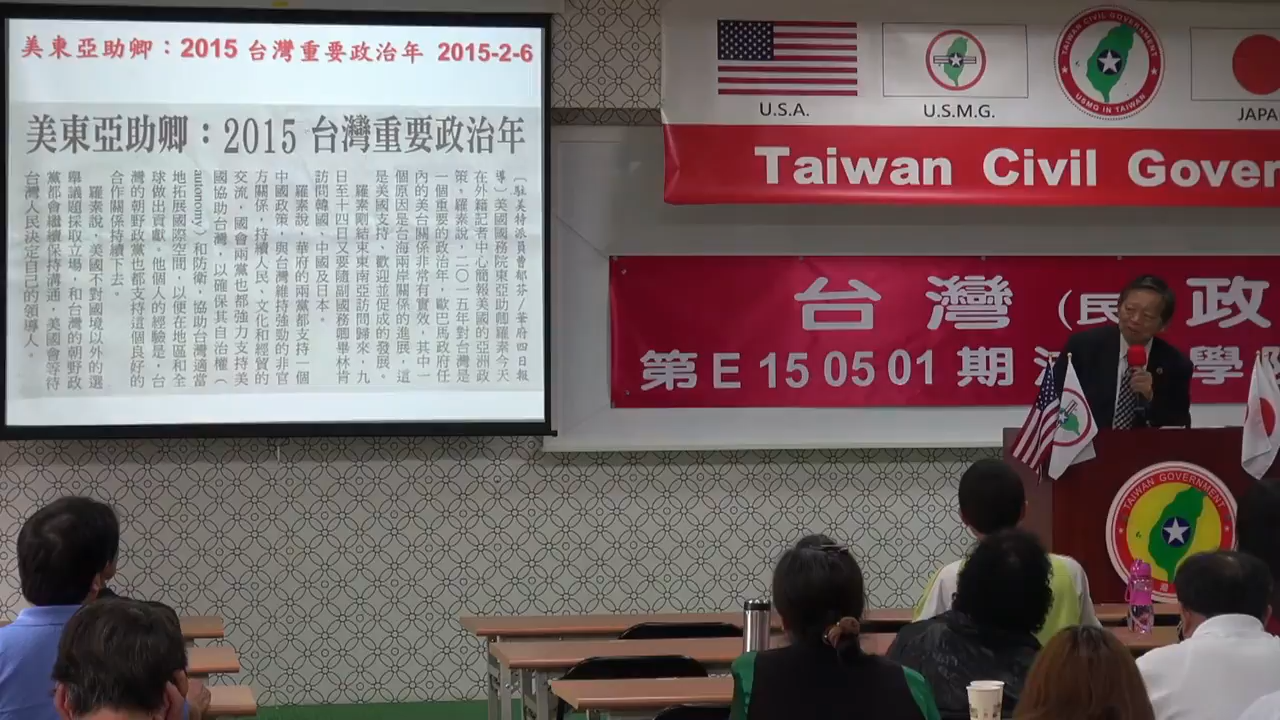 美東亞助卿：2015 台灣重要政治年 2015-2-6
美東亞助卿：2015 台灣重要政治年
〔駐美特派員曹郁芬／華府四日報
導〕美國國務院東亞助卿羅素今天
在外籍記者中心簡報美國的亞洲政
策，羅素說，二〇一五年對台灣是
一個重要的政治年，歐巴馬政府任
內的美台關係非常有實效，其中一
個原因是台海兩岸關係的進展，這
是美國支持、歡迎並促成的發展。
羅素剛結束東南亞訪問歸來，九
日至十四日又要隨副國務卿畢林肯
訪問韓國、中國及日本。
羅素說，華府的兩黨都支持一個
中國政策，與台灣維持強勁的非官
方關係，持續人民、文化和經貿的
交流，國會兩黨也都強力支持美
國協助台灣，以確保其自治權（
autonomy）和防衛，協助台灣適當
地拓展國際空間，以便在地區和全
球做出貢獻。他個人的經驗是，台
灣的朝野政黨也都支持這個良好的
合作關係持續下去。
羅素說，美國不對國境以外的選
舉議題採取立場，和台灣的朝野政
黨都會繼續保持溝通，美國會等待
台灣人民決定自己的領導人。
U.S.A.
U.S.M.G.
TAIWAN CIVIL GOVERNMENT
USMG IN TAIWAN
JAPA
Taiwan Civil Gover
台灣（民 政
第E150501期 學
TAIWAN GOVERNMENT